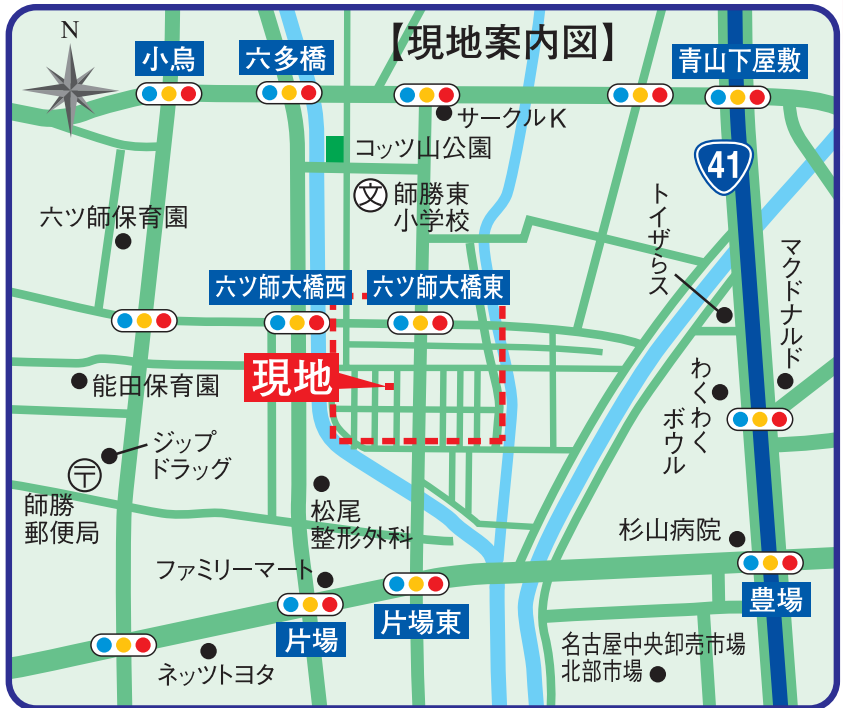 【現地案内図】
N
小鳥
六多橋
青山下屋敷
サークルK
コッツ山公園
41
文
師勝東
小学校
トイザらス
六ツ師保育園
マクドナルド
六ツ師大橋西
六ツ師大橋東
現地
能田保育園
わくわく
ボウル
ジップ
ドラッグ
〒
師勝
郵便局
松尾
整形外科
杉山病院
ファミリーマート
豊場
片場
片場東
名古屋中央卸売市場
北部市場
ネッツトヨタ